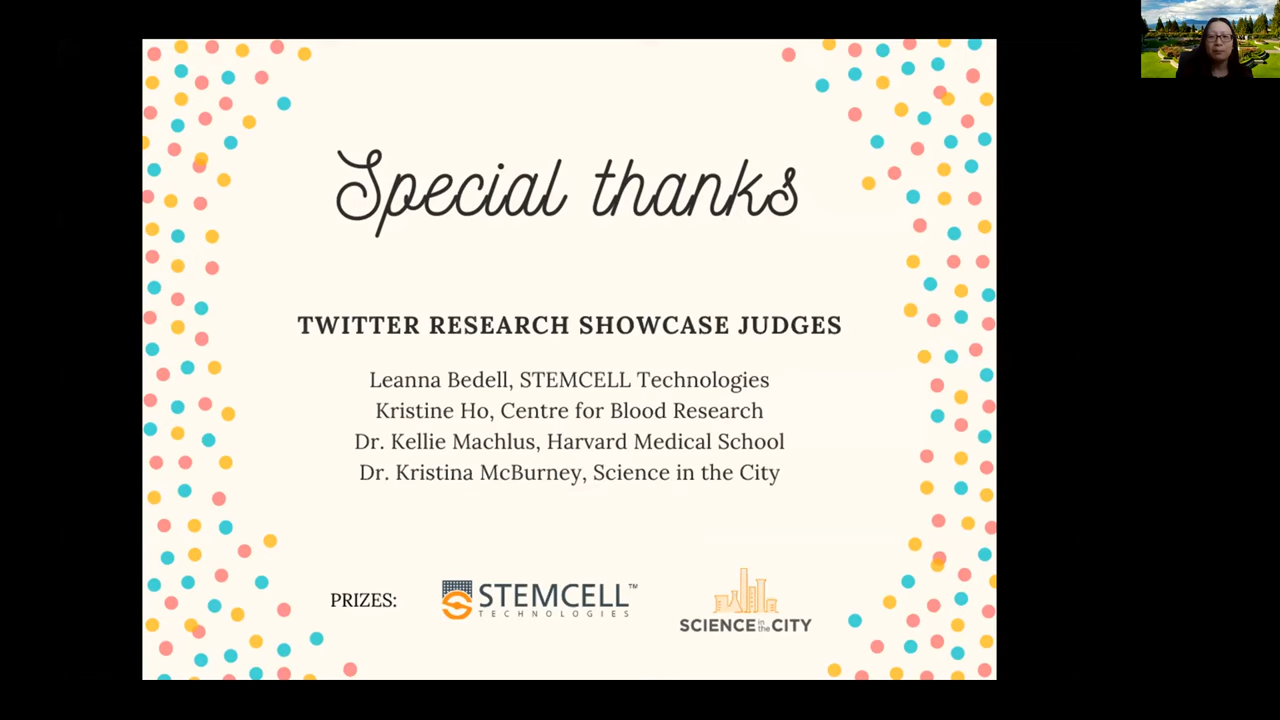 Special thanks
TWITTER RESEARCH SHOWCASE JUDGES
Leanna Bedell, STEMCELL Technologies
Kristine Ho, Centre for Blood Research
Dr. Kellie Machlus, Harvard Medical School
Dr. Kristina McBurney, Science in the City
PRIZES:
STEMCELL™
TECHNOLOGIES
SCIENCE in the CITY